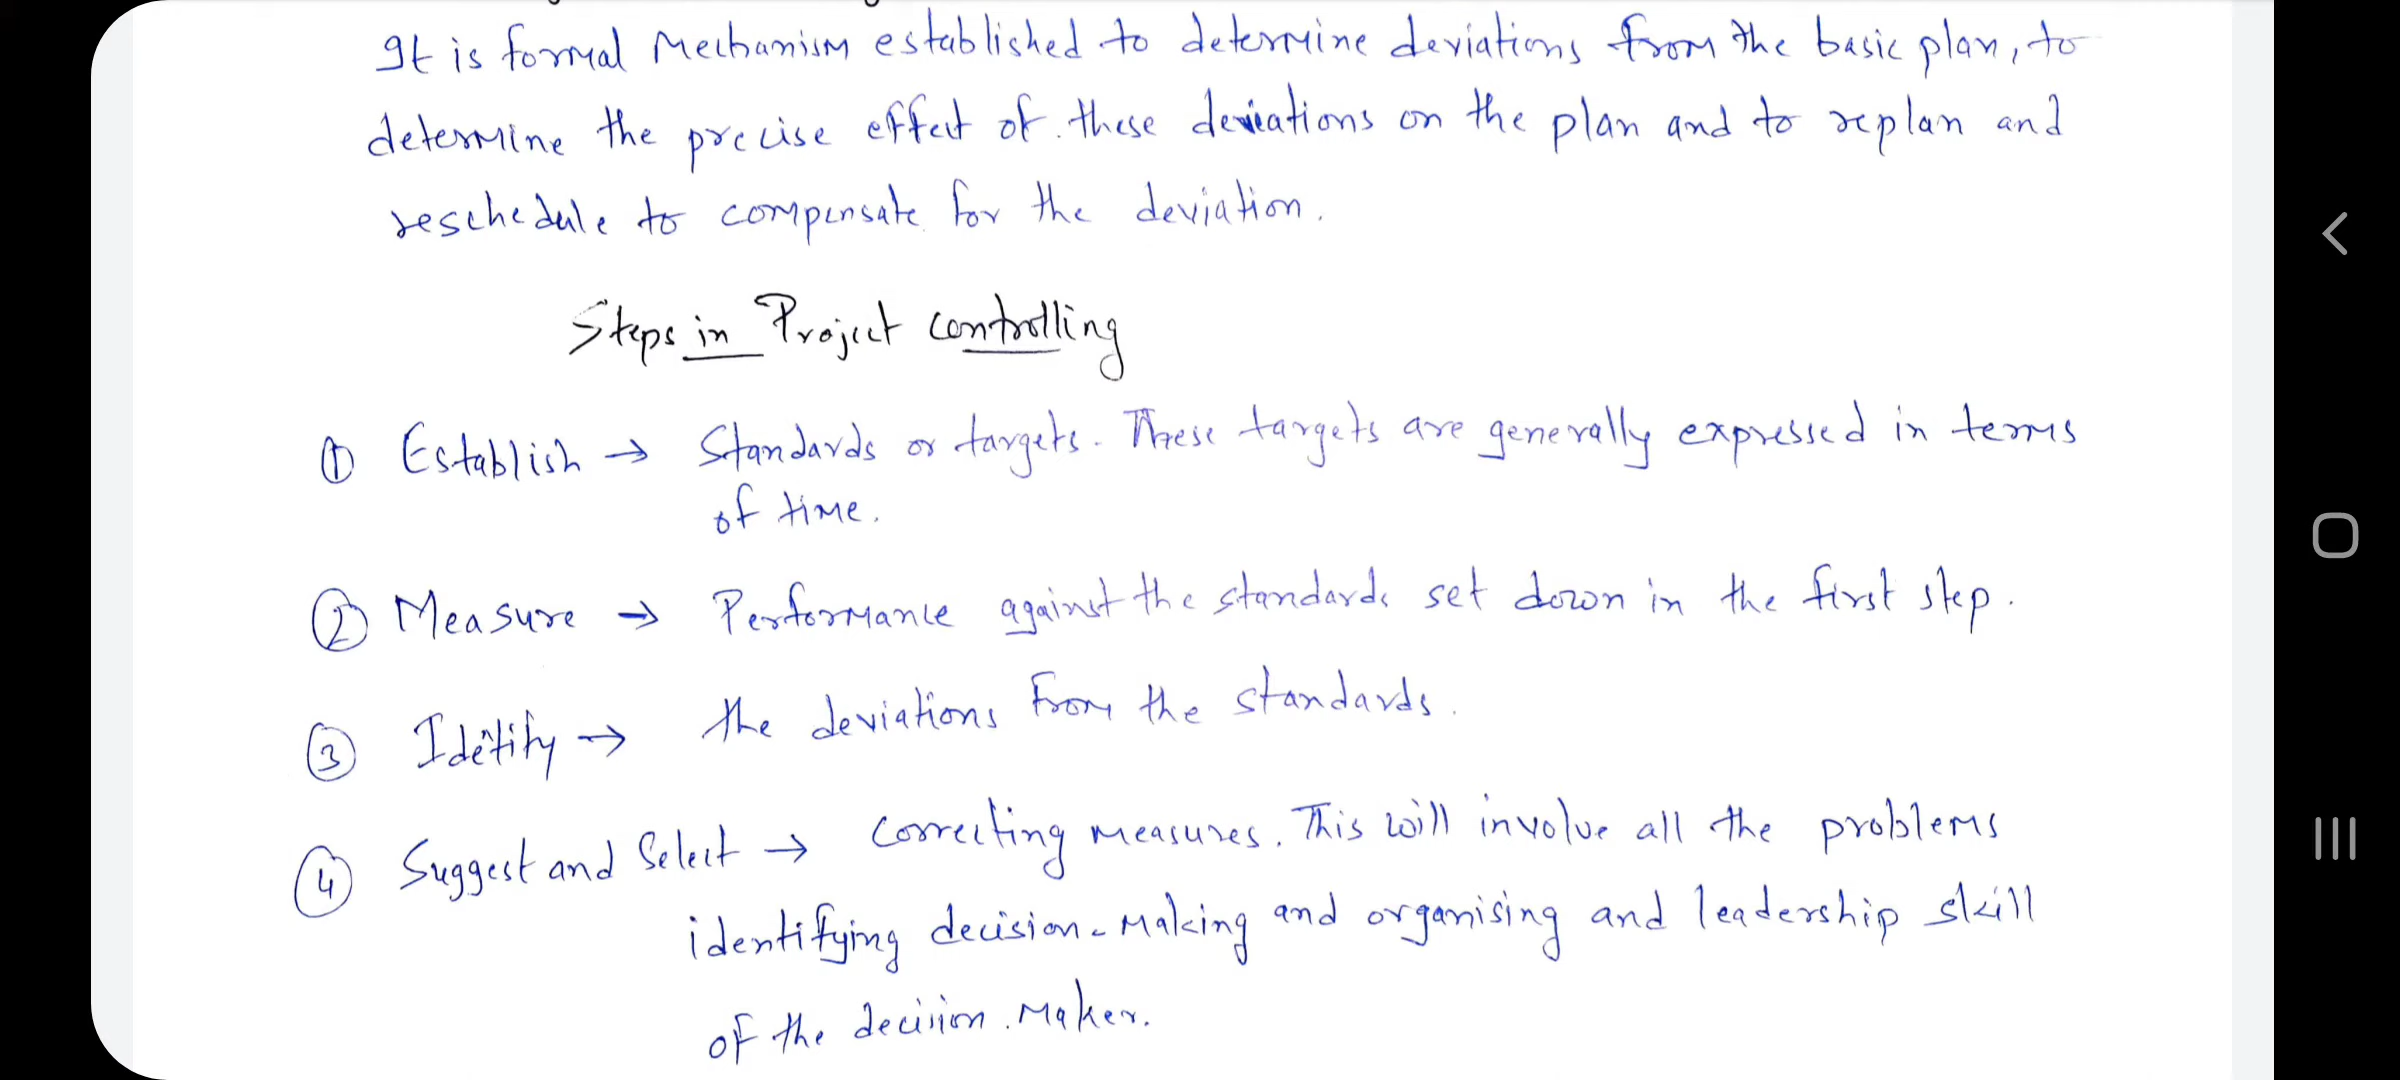 It is formal Mechanism established to determine deviations from the basic plan, to
determine the precise effect of these deviations on the plan and to replan and
reschedule to compensate for the deviation.
Steps in Project controlling
① Establish → Standards or targets. These targets are generally expressed in terms
of time.
② Measure → Performance against the standards set down in the first step.
③ Idetify → the deviations from the standards.
④ Suggest and Select → Correcting measures. This will involve all the problems
identifying decision-making and organising and leadership skill
of the decision maker.